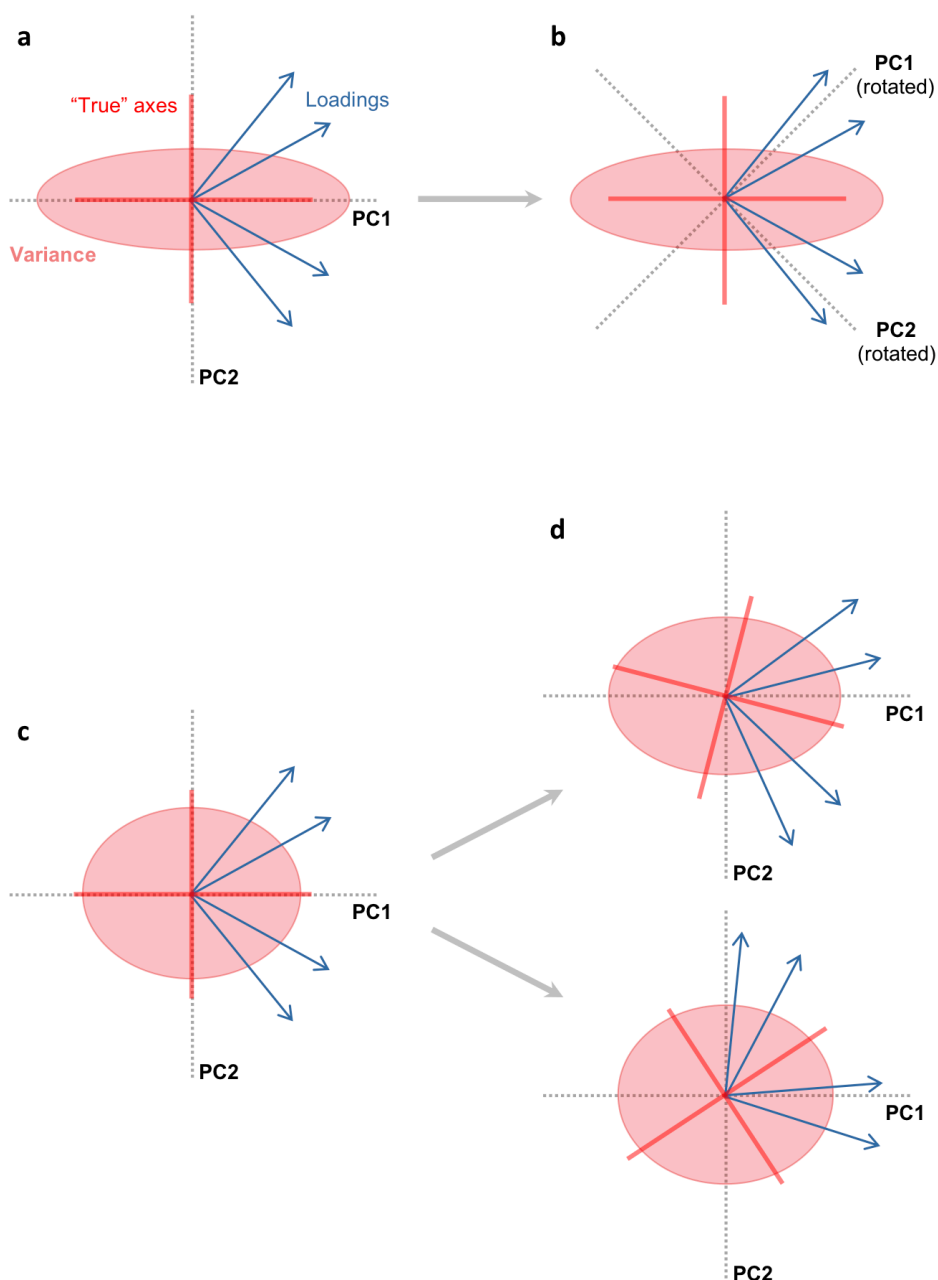 a
"True" axes
Loadings
PC1
Variance
PC2
b
PC1
(rotated)
PC2
(rotated)
c
PC1
PC2
d
PC1
PC2
PC1
PC2